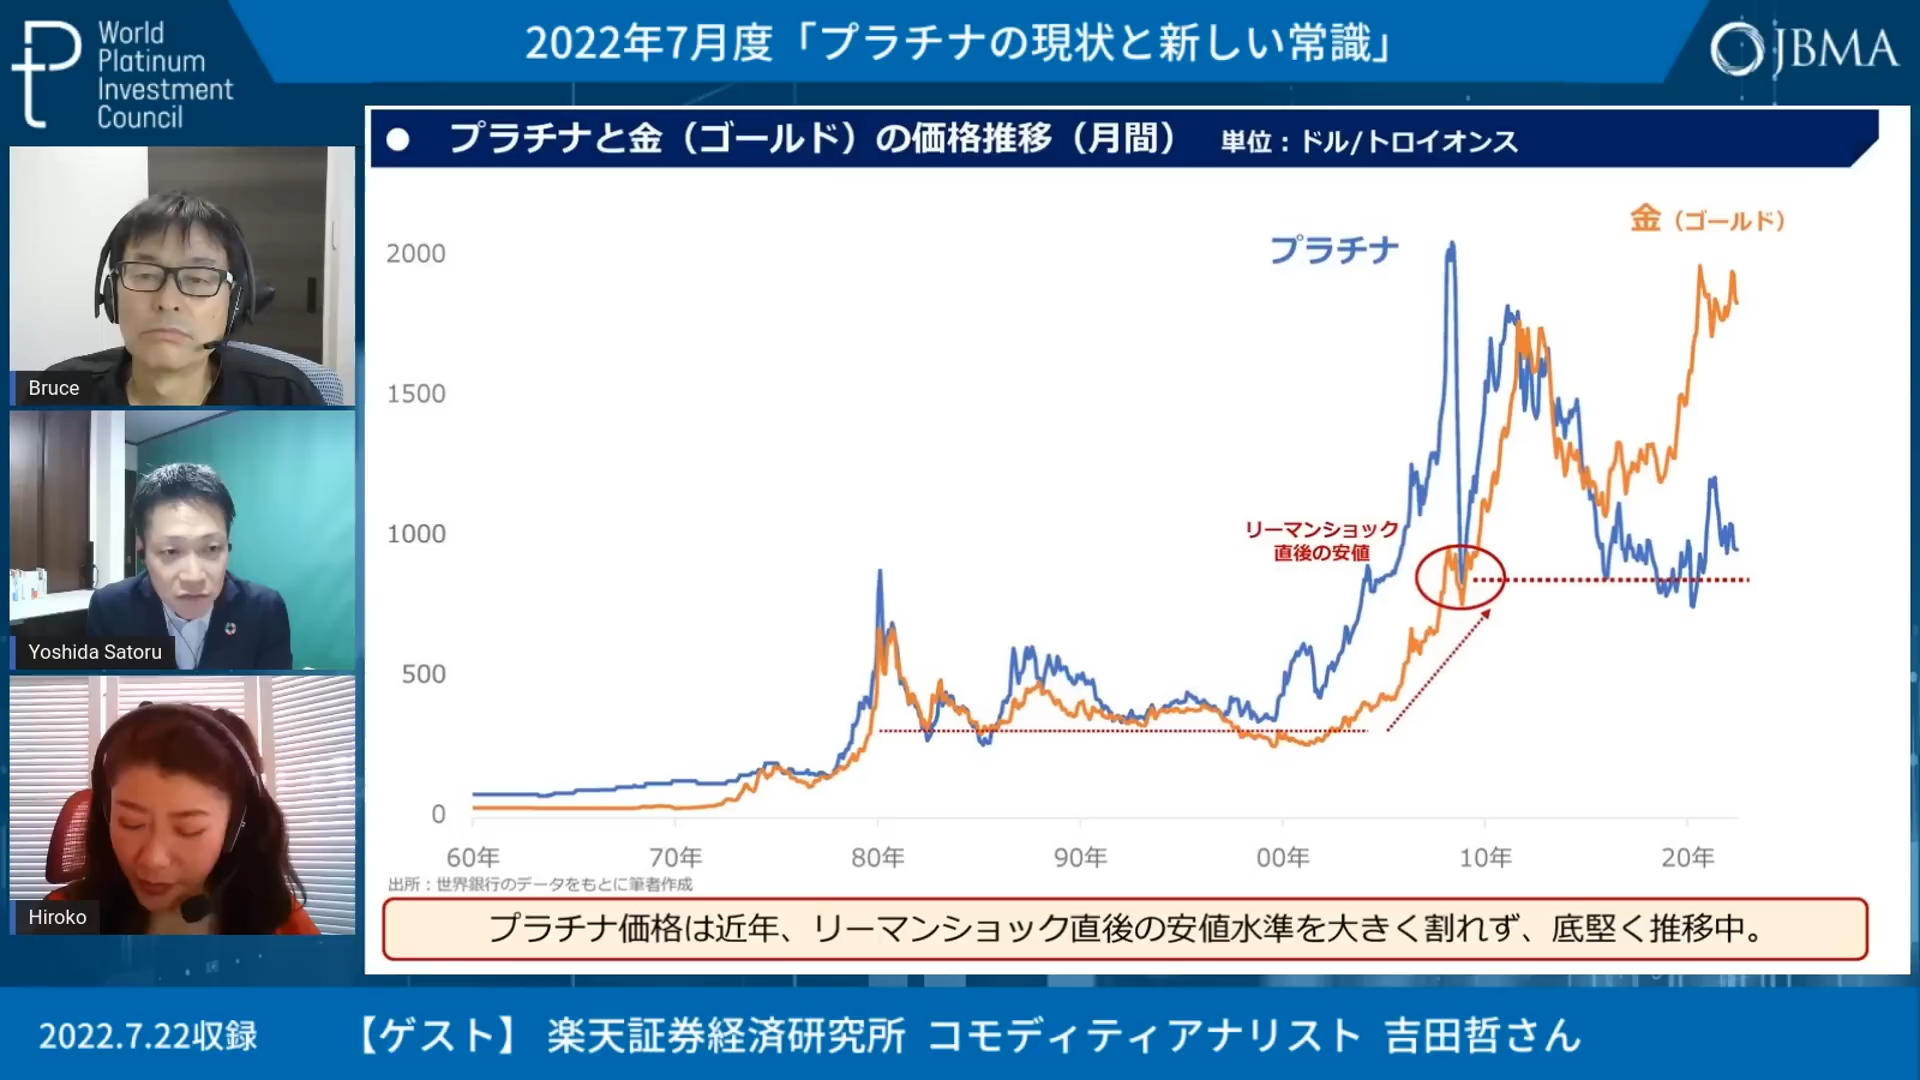 World
Platinum
Investment
Council
2022年7月度「プラチナの現状と新しい常識」
JBMA
プラチナと金（ゴールド）の価格推移（月間） 単位：ドル/トロイオンス
Bruce
Yoshida Satoru
Hiroko
プラチナ
金（ゴールド）
リーマンショック
直後の安値
2000
1500
1000
500
0
60年 70年 80年 90年 00年 10年 20年
出所：世界銀行のデータをもとに筆者作成
プラチナ価格は近年、リーマンショック直後の安値水準を大きく割れず、底堅く推移中。
2022.7.22収録 【ゲスト】 楽天証券経済研究所 コモディティアナリスト 吉田哲さん